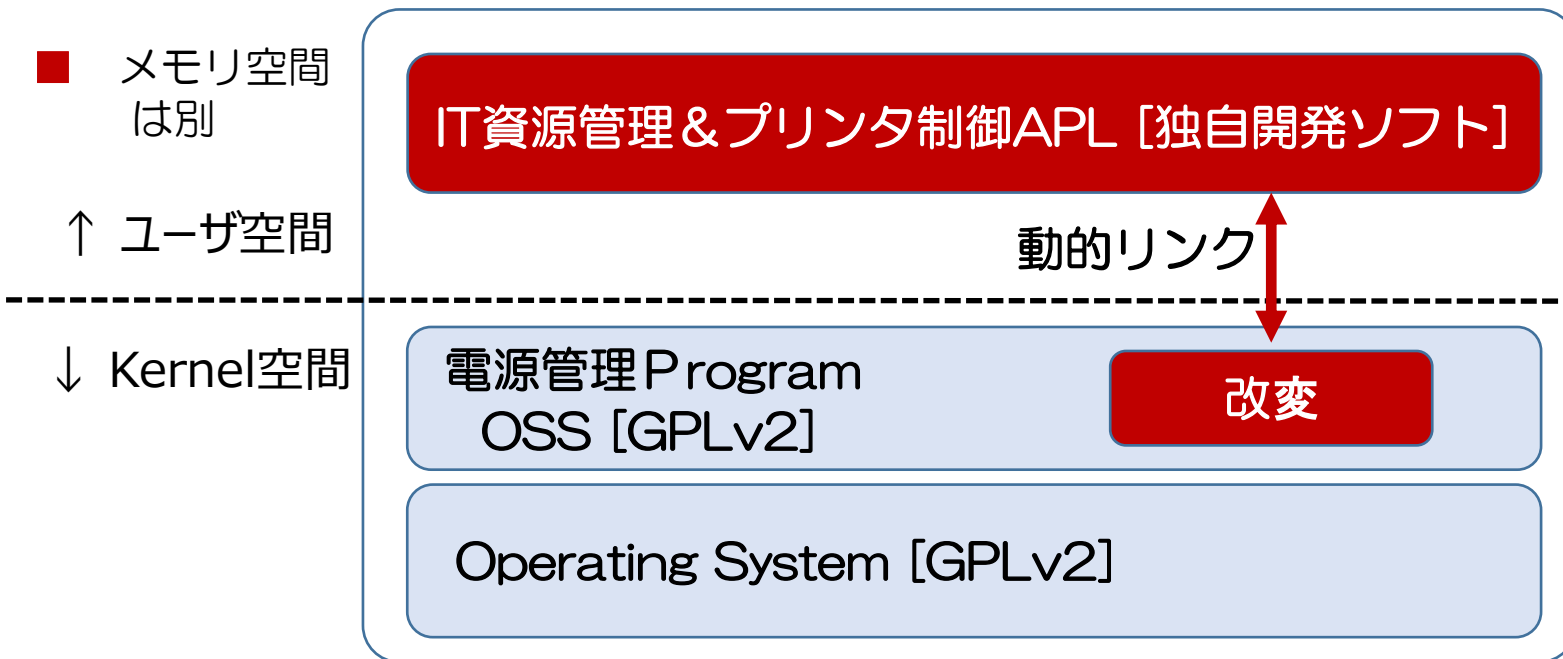 ■ メモリ空間
は別
IT資源管理＆プリンタ制御APL [独自開発ソフト]
↑ ユーザ空間
動的リンク
↓ Kernel空間
電源管理Program
OSS [GPLv2]
改変
Operating System [GPLv2]